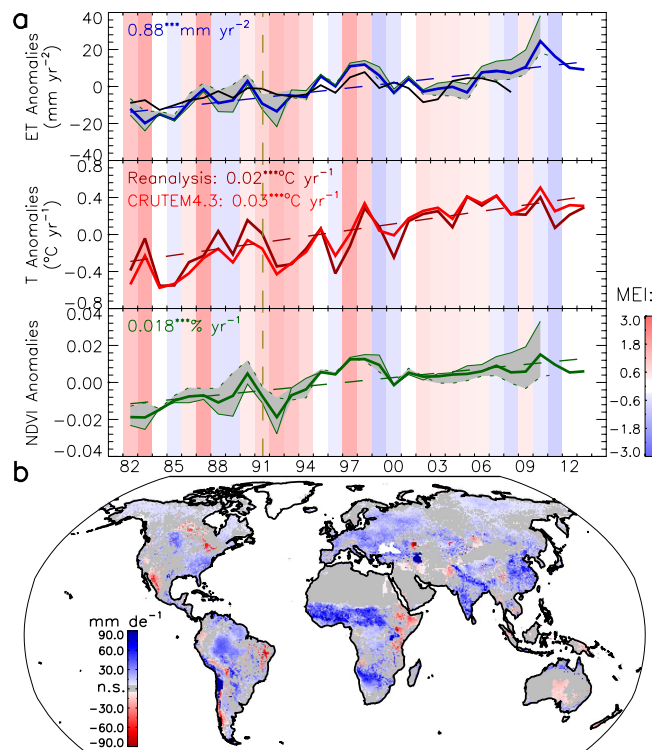 a
0.88***mm yr⁻²
ET Anomalies
(mm yr⁻²)
40
20
0
−20
−40
Reanalysis: 0.02***°C yr⁻¹
CRUTEM4.3: 0.03***°C yr⁻¹
T Anomalies
(°C yr⁻¹)
0.8
0.4
0.0
−0.4
−0.8
0.018***% yr⁻¹
NDVI Anomalies
0.04
0.02
0.00
−0.02
−0.04
82 85 88 91 94 97 00 03 06 09 12
MEI:
3.0
1.8
0.6
−0.6
−1.8
−3.0
b
mm de⁻¹
90.0
60.0
30.0
n.s.
−30.0
−60.0
−90.0